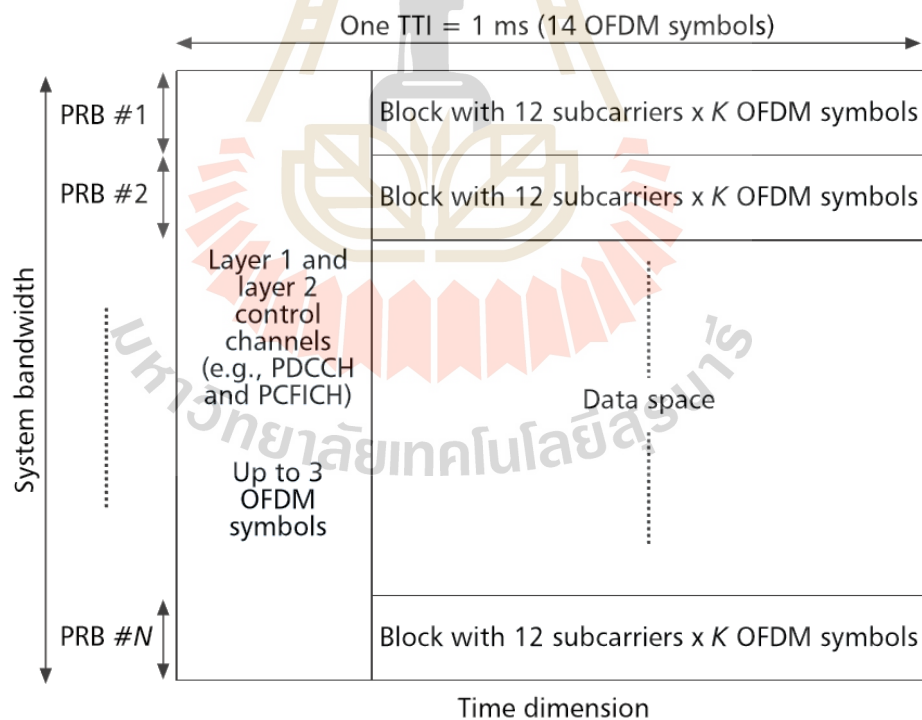 One TTI = 1 ms (14 OFDM symbols)
PRB #1
Block with 12 subcarriers x K OFDM symbols
PRB #2
Block with 12 subcarriers x K OFDM symbols
System bandwidth
Layer 1 and
layer 2
control
channels
(e.g., PDCCH
and PCFICH)
Up to 3
OFDM
symbols
Data space
มหาวิทยาลัยเทคโนโลยีสุรนารี
PRB #N
Block with 12 subcarriers x K OFDM symbols
Time dimension